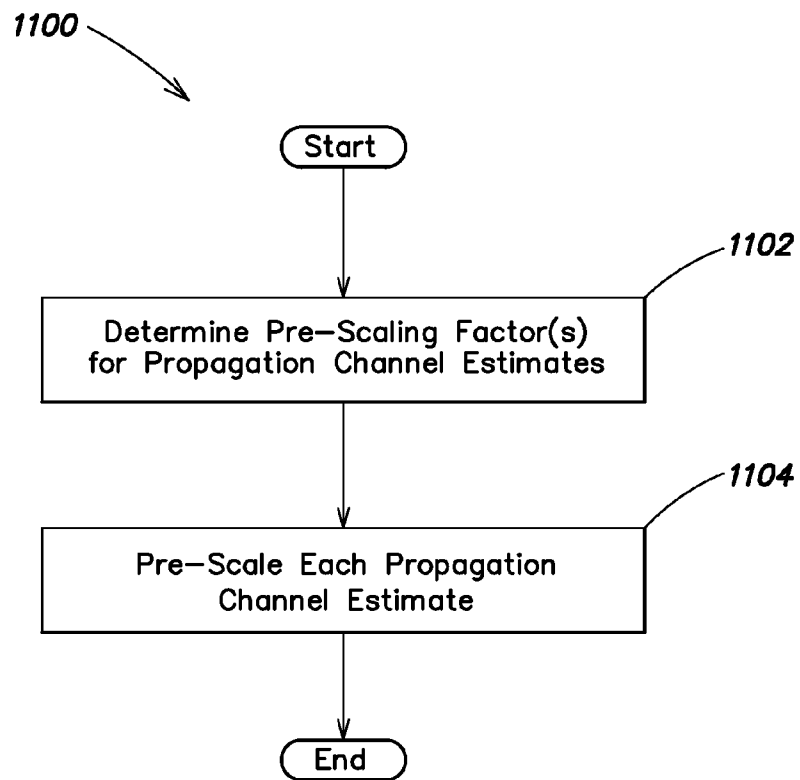 1100
Start
1102
Determine Pre-Scaling Factor(s)
for Propagation Channel Estimates
1104
Pre-Scale Each Propagation
Channel Estimate
End